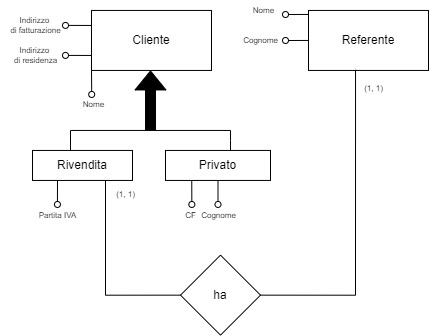 Indirizzo
di fatturazione
Cliente
Indirizzo
di residenza
Nome
Nome
Referente
Cognome
(1, 1)
Rivendita
Privato
(1, 1)
Partita IVA
CF
Cognome
ha